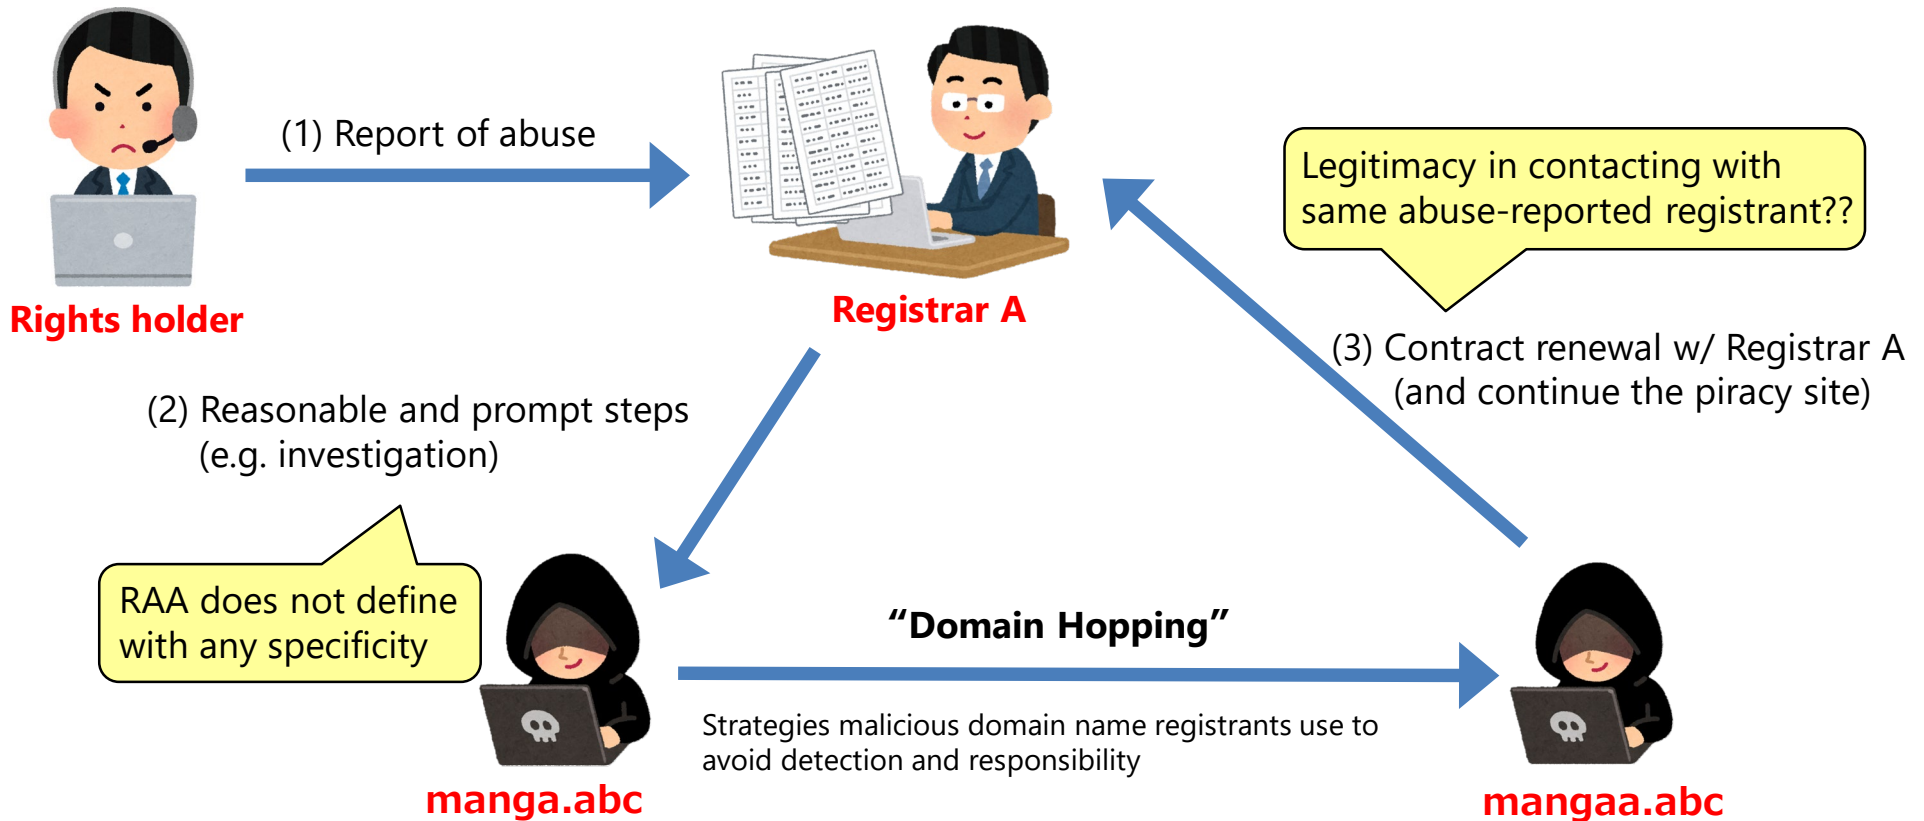 (1) Report of abuse
Legitimacy in contacting with
same abuse-reported registrant??
Rights holder
Registrar A
(3) Contract renewal w/ Registrar A
(and continue the piracy site)
(2) Reasonable and prompt steps
(e.g. investigation)
RAA does not define
with any specificity
“Domain Hopping”
Strategies malicious domain name registrants use to
avoid detection and responsibility
manga.abc
mangaa.abc